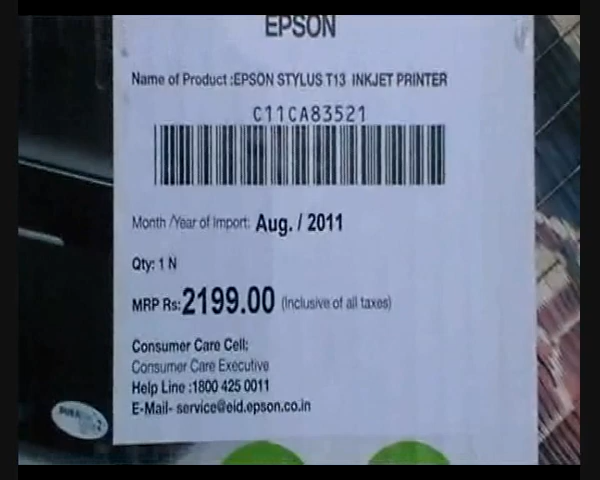 EPSON
Name of Product :EPSON STYLUS T13 INKJET PRINTER
C11CA83521
Month /Year of Import: Aug. / 2011
Qty: 1 N
MRP Rs:2199.00 (Inclusive of all taxes)
Consumer Care Cell:
Consumer Care Executive
Help Line :1800 425 0011
E-Mail- service@eid.epson.co.in